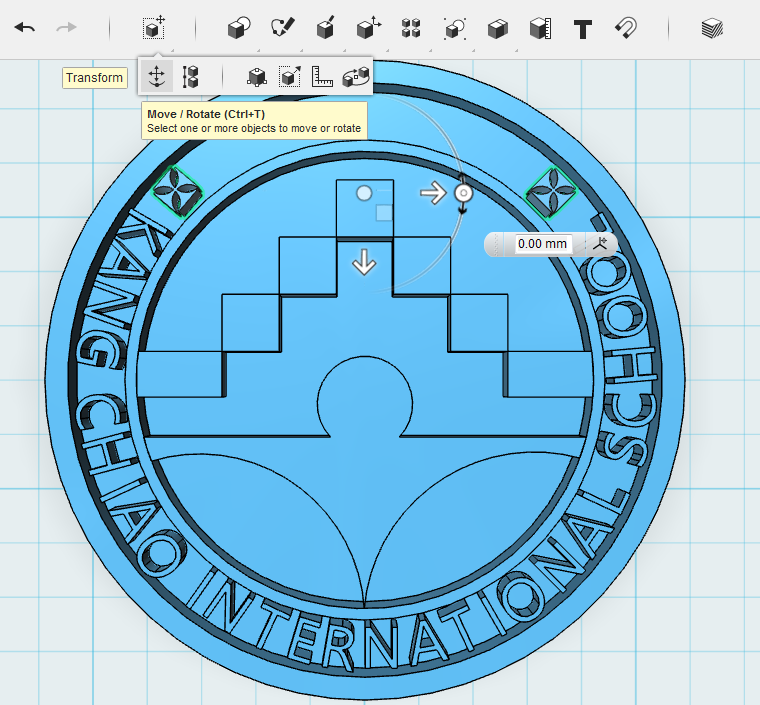 Transform
Move / Rotate (Ctrl+T)
Select one or more objects to move or rotate
0.00 mm
KANG CHIAO INTERNATIONAL SCHOOL